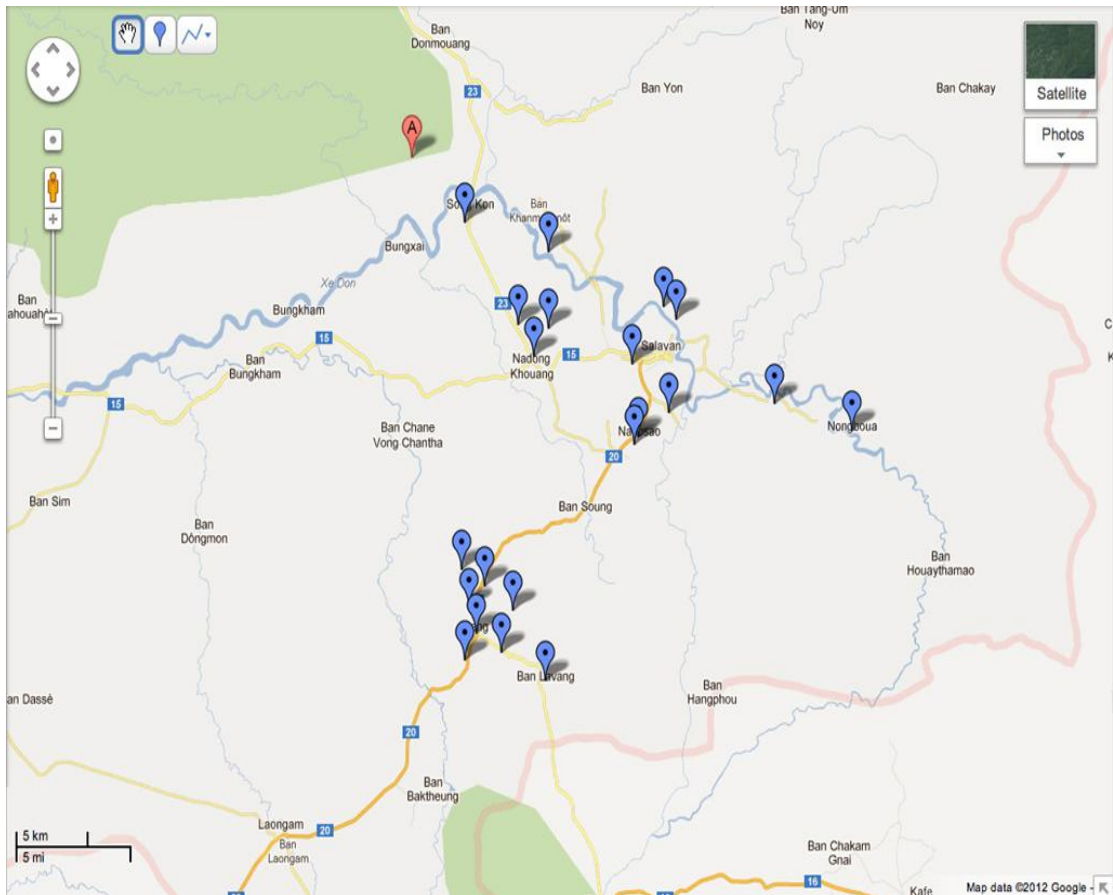 Ban Tang-Um
Noy
Ban
Donmouang
Satellite
23
Ban Yon
Ban Chakay
Photos
A
Ban
Bungxai
Xe Don
Ban
23
Bungkham
15
Salavan
15
Nadong
Khouang
Ban
Bungkham
15
Ban Chane
Vong Chantha
Nongboua
20
Ban Sim
Ban Soung
Ban
Dôngmon
Ban
Houaythamao
Ban
Hangphou
20
Ban
Baktheung
5 km
5 mi
Laongam
20
Ban
Laongam
Ban Chakam
Gnai
16
16
Kafe
Map data ©2012 Google -